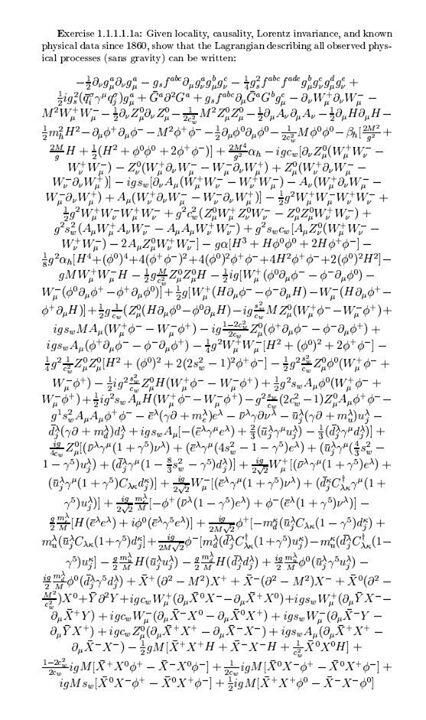 Exercise 1.1.1.1.1a: Given locality, causality, Lorentz invariance, and known
physical data since 1860, show that the Lagrangian describing all observed phys-
ical processes (sans gravity) can be written:
$-\frac{1}{2}\partial_\nu g^a_\mu \partial_\nu g^a_\mu - g_s f^{abc}\partial_\mu g^a_\nu g^b_\mu g^c_\nu - \frac{1}{4}g_s^2 f^{abc}f^{ade}g^b_\mu g^c_\nu g^d_\mu g^e_\nu +$
$\frac{1}{2}ig_s^2(\bar{q}^\sigma_i\gamma^\mu q^\sigma_j)g^a_\mu + \bar{G}^a\partial^2 G^a + g_s f^{abc}\partial_\mu \bar{G}^a G^b g^c_\mu - \partial_\nu W^+_\mu \partial_\nu W^-_\mu -$
$M^2 W^+_\mu W^-_\mu - \frac{1}{2}\partial_\nu Z^0_\mu \partial_\nu Z^0_\mu - \frac{1}{2c_w^2}M^2 Z^0_\mu Z^0_\mu - \frac{1}{2}\partial_\mu A_\nu \partial_\mu A_\nu - \frac{1}{2}\partial_\mu H \partial_\mu H -$
$\frac{1}{2}m_h^2 H^2 - \partial_\mu \phi^+ \partial_\mu \phi^- - M^2 \phi^+\phi^- - \frac{1}{2}\partial_\mu \phi^0 \partial_\mu \phi^0 - \frac{1}{2c_w^2}M\phi^0\phi^0 - \beta_h[\frac{2M^2}{g^2} +$
$\frac{2M}{g}H + \frac{1}{2}(H^2 + \phi^0\phi^0 + 2\phi^+\phi^-)] + \frac{2M^4}{g^2}\alpha_h - igc_w[\partial_\nu Z^0_\mu(W^+_\mu W^-_\nu -$
$W^+_\nu W^-_\mu) - Z^0_\nu(W^+_\mu \partial_\nu W^-_\mu - W^-_\mu \partial_\nu W^+_\mu) + Z^0_\mu(W^+_\nu \partial_\nu W^-_\mu -$
$W^-_\nu \partial_\nu W^+_\mu)] - igs_w[\partial_\nu A_\mu(W^+_\mu W^-_\nu - W^+_\nu W^-_\mu) - A_\nu(W^+_\mu \partial_\nu W^-_\mu -$
$W^-_\mu \partial_\nu W^+_\mu) + A_\mu(W^+_\nu \partial_\nu W^-_\mu - W^-_\nu \partial_\nu W^+_\mu)] - \frac{1}{2}g^2 W^+_\mu W^-_\mu W^+_\nu W^-_\nu +$
$\frac{1}{2}g^2 W^+_\mu W^-_\nu W^+_\mu W^-_\nu + g^2 c_w^2(Z^0_\mu W^+_\mu Z^0_\nu W^-_\nu - Z^0_\mu Z^0_\mu W^+_\nu W^-_\nu) +$
$g^2 s_w^2(A_\mu W^+_\mu A_\nu W^-_\nu - A_\mu A_\mu W^+_\nu W^-_\nu) + g^2 s_w c_w[A_\mu Z^0_\nu(W^+_\mu W^-_\nu -$
$W^+_\nu W^-_\mu) - 2A_\mu Z^0_\mu W^+_\nu W^-_\nu] - g\alpha[H^3 + H\phi^0\phi^0 + 2H\phi^+\phi^-] -$
$\frac{1}{8}g^2\alpha_h[H^4 + (\phi^0)^4 + 4(\phi^+\phi^-)^2 + 4(\phi^0)^2\phi^+\phi^- + 4H^2\phi^+\phi^- + 2(\phi^0)^2H^2] -$
$gMW^+_\mu W^-_\mu H - \frac{1}{2}g\frac{M}{c_w^2}Z^0_\mu Z^0_\mu H - \frac{1}{2}ig[W^+_\mu(\phi^0\partial_\mu\phi^- - \phi^-\partial_\mu\phi^0) -$
$W^-_\mu(\phi^0\partial_\mu\phi^+ - \phi^+\partial_\mu\phi^0)] + \frac{1}{2}g[W^+_\mu(H\partial_\mu\phi^- - \phi^-\partial_\mu H) - W^-_\mu(H\partial_\mu\phi^+ -$
$\phi^+\partial_\mu H)] + \frac{1}{2}g\frac{1}{c_w}(Z^0_\mu(H\partial_\mu\phi^0 - \phi^0\partial_\mu H) - ig\frac{s_w^2}{c_w}MZ^0_\mu(W^+_\mu\phi^- - W^-_\mu\phi^+) +$
$igs_w MA_\mu(W^+_\mu\phi^- - W^-_\mu\phi^+) - ig\frac{1-2c_w^2}{2c_w}Z^0_\mu(\phi^+\partial_\mu\phi^- - \phi^-\partial_\mu\phi^+) +$
$igs_w A_\mu(\phi^+\partial_\mu\phi^- - \phi^-\partial_\mu\phi^+) - \frac{1}{4}g^2 W^+_\mu W^-_\mu[H^2 + (\phi^0)^2 + 2\phi^+\phi^-] -$
$\frac{1}{4}g^2\frac{1}{c_w^2}Z^0_\mu Z^0_\mu[H^2 + (\phi^0)^2 + 2(2s_w^2 - 1)^2\phi^+\phi^-] - \frac{1}{2}g^2\frac{s_w^2}{c_w}Z^0_\mu\phi^0(W^+_\mu\phi^- +$
$W^-_\mu\phi^+) - \frac{1}{2}ig^2\frac{s_w^2}{c_w}Z^0_\mu H(W^+_\mu\phi^- - W^-_\mu\phi^+) + \frac{1}{2}g^2 s_w A_\mu\phi^0(W^+_\mu\phi^- +$
$W^-_\mu\phi^+) + \frac{1}{2}ig^2 s_w A_\mu H(W^+_\mu\phi^- - W^-_\mu\phi^+) - g^2\frac{s_w}{c_w}(2c_w^2 - 1)Z^0_\mu A_\mu\phi^+\phi^- -$
$g^1 s_w^2 A_\mu A_\mu\phi^+\phi^- - \bar{e}^\lambda(\gamma\partial + m_e^\lambda)e^\lambda - \bar{\nu}^\lambda\gamma\partial\nu^\lambda - \bar{u}^\lambda_j(\gamma\partial + m_u^\lambda)u^\lambda_j -$
$\bar{d}^\lambda_j(\gamma\partial + m_d^\lambda)d^\lambda_j + igs_w A_\mu[-(\bar{e}^\lambda\gamma^\mu e^\lambda) + \frac{2}{3}(\bar{u}^\lambda_j\gamma^\mu u^\lambda_j) - \frac{1}{3}(\bar{d}^\lambda_j\gamma^\mu d^\lambda_j)] +$
$\frac{ig}{4c_w}Z^0_\mu[(\bar{\nu}^\lambda\gamma^\mu(1+\gamma^5)\nu^\lambda) + (\bar{e}^\lambda\gamma^\mu(4s_w^2 - 1 - \gamma^5)e^\lambda) + (\bar{u}^\lambda_j\gamma^\mu(\frac{4}{3}s_w^2 -$
$1 - \gamma^5)u^\lambda_j) + (\bar{d}^\lambda_j\gamma^\mu(1 - \frac{8}{3}s_w^2 - \gamma^5)d^\lambda_j)] + \frac{ig}{2\sqrt{2}}W^+_\mu[(\bar{\nu}^\lambda\gamma^\mu(1+\gamma^5)e^\lambda) +$
$(\bar{u}^\lambda_j\gamma^\mu(1+\gamma^5)C_{\lambda\kappa}d^\kappa_j)] + \frac{ig}{2\sqrt{2}}W^-_\mu[(\bar{e}^\lambda\gamma^\mu(1+\gamma^5)\nu^\lambda) + (\bar{d}^\kappa_j C^\dagger_{\lambda\kappa}\gamma^\mu(1 +$
$\gamma^5)u^\lambda_j)] + \frac{ig}{2\sqrt{2}}\frac{m_e^\lambda}{M}[-\phi^+(\bar{\nu}^\lambda(1-\gamma^5)e^\lambda) + \phi^-(\bar{e}^\lambda(1+\gamma^5)\nu^\lambda)] -$
$\frac{g}{2}\frac{m_e^\lambda}{M}[H(\bar{e}^\lambda e^\lambda) + i\phi^0(\bar{e}^\lambda\gamma^5 e^\lambda)] + \frac{ig}{2M\sqrt{2}}\phi^+[-m_d^\kappa(\bar{u}^\lambda_j C_{\lambda\kappa}(1-\gamma^5)d^\kappa_j) +$
$m_u^\lambda(\bar{u}^\lambda_j C_{\lambda\kappa}(1+\gamma^5)d^\kappa_j] + \frac{ig}{2M\sqrt{2}}\phi^-[m_d^\lambda(\bar{d}^\lambda_j C^\dagger_{\lambda\kappa}(1+\gamma^5)u^\kappa_j) - m_u^\kappa(\bar{d}^\lambda_j C^\dagger_{\lambda\kappa}(1 -$
$\gamma^5)u^\kappa_j] - \frac{g}{2}\frac{m_u^\lambda}{M}H(\bar{u}^\lambda_j u^\lambda_j) - \frac{g}{2}\frac{m_d^\lambda}{M}H(\bar{d}^\lambda_j d^\lambda_j) + \frac{ig}{2}\frac{m_u^\lambda}{M}\phi^0(\bar{u}^\lambda_j\gamma^5 u^\lambda_j) -$
$\frac{ig}{2}\frac{m_d^\lambda}{M}\phi^0(\bar{d}^\lambda_j\gamma^5 d^\lambda_j) + \bar{X}^+(\partial^2 - M^2)X^+ + \bar{X}^-(\partial^2 - M^2)X^- + \bar{X}^0(\partial^2 -$
$\frac{M^2}{c_w^2})X^0 + \bar{Y}\partial^2 Y + igc_w W^+_\mu(\partial_\mu\bar{X}^0 X^- - \partial_\mu\bar{X}^+ X^0) + igs_w W^+_\mu(\partial_\mu\bar{Y}X^- -$
$\partial_\mu\bar{X}^+ Y) + igc_w W^-_\mu(\partial_\mu\bar{X}^- X^0 - \partial_\mu\bar{X}^0 X^+) + igs_w W^-_\mu(\partial_\mu\bar{X}^- Y -$
$\partial_\mu\bar{Y}X^+) + igc_w Z^0_\mu(\partial_\mu\bar{X}^+ X^+ - \partial_\mu\bar{X}^- X^-) + igs_w A_\mu(\partial_\mu\bar{X}^+ X^+ -$
$\partial_\mu\bar{X}^- X^-) - \frac{1}{2}gM[\bar{X}^+ X^+ H + \bar{X}^- X^- H + \frac{1}{c_w^2}\bar{X}^0 X^0 H] +$
$\frac{1-2c_w^2}{2c_w}igM[\bar{X}^+ X^0\phi^+ - \bar{X}^- X^0\phi^-] + \frac{1}{2c_w}igM[\bar{X}^0 X^-\phi^+ - \bar{X}^0 X^+\phi^-] +$
$igMs_w[\bar{X}^0 X^-\phi^+ - \bar{X}^0 X^+\phi^-] + \frac{1}{2}igM[\bar{X}^+ X^+\phi^0 - \bar{X}^- X^-\phi^0]$